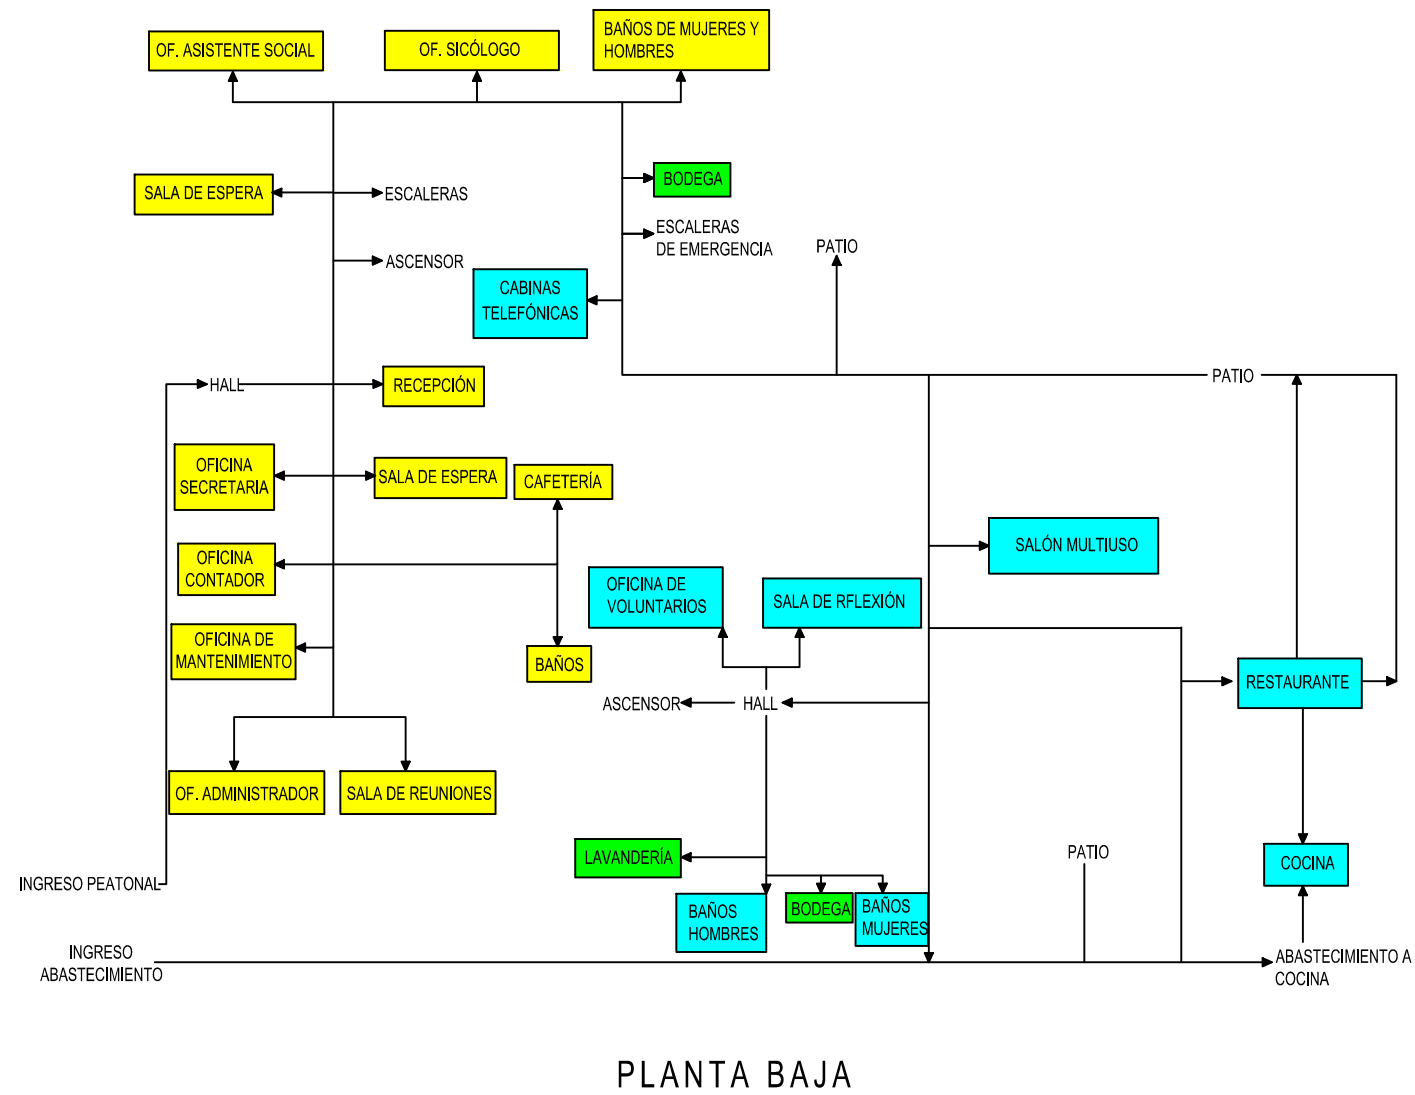 OF. ASISTENTE SOCIAL
OF. SICÓLOGO
BAÑOS DE MUJERES Y
HOMBRES
BODEGA
SALA DE ESPERA
ESCALERAS
ESCALERAS
DE EMERGENCIA
PATIO
ASCENSOR
CABINAS
TELEFÓNICAS
HALL
RECEPCIÓN
PATIO
OFICINA
SECRETARIA
SALA DE ESPERA
CAFETERÍA
SALÓN MULTIUSO
OFICINA
CONTADOR
OFICINA DE
VOLUNTARIOS
SALA DE RFLEXIÓN
OFICINA DE
MANTENIMIENTO
BAÑOS
RESTAURANTE
ASCENSOR
HALL
OF. ADMINISTRADOR
SALA DE REUNIONES
LAVANDERÍA
PATIO
COCINA
INGRESO PEATONAL
BAÑOS
HOMBRES
BODEGA
BAÑOS
MUJERES
INGRESO
ABASTECIMIENTO
ABASTECIMIENTO A
COCINA
PLANTA BAJA